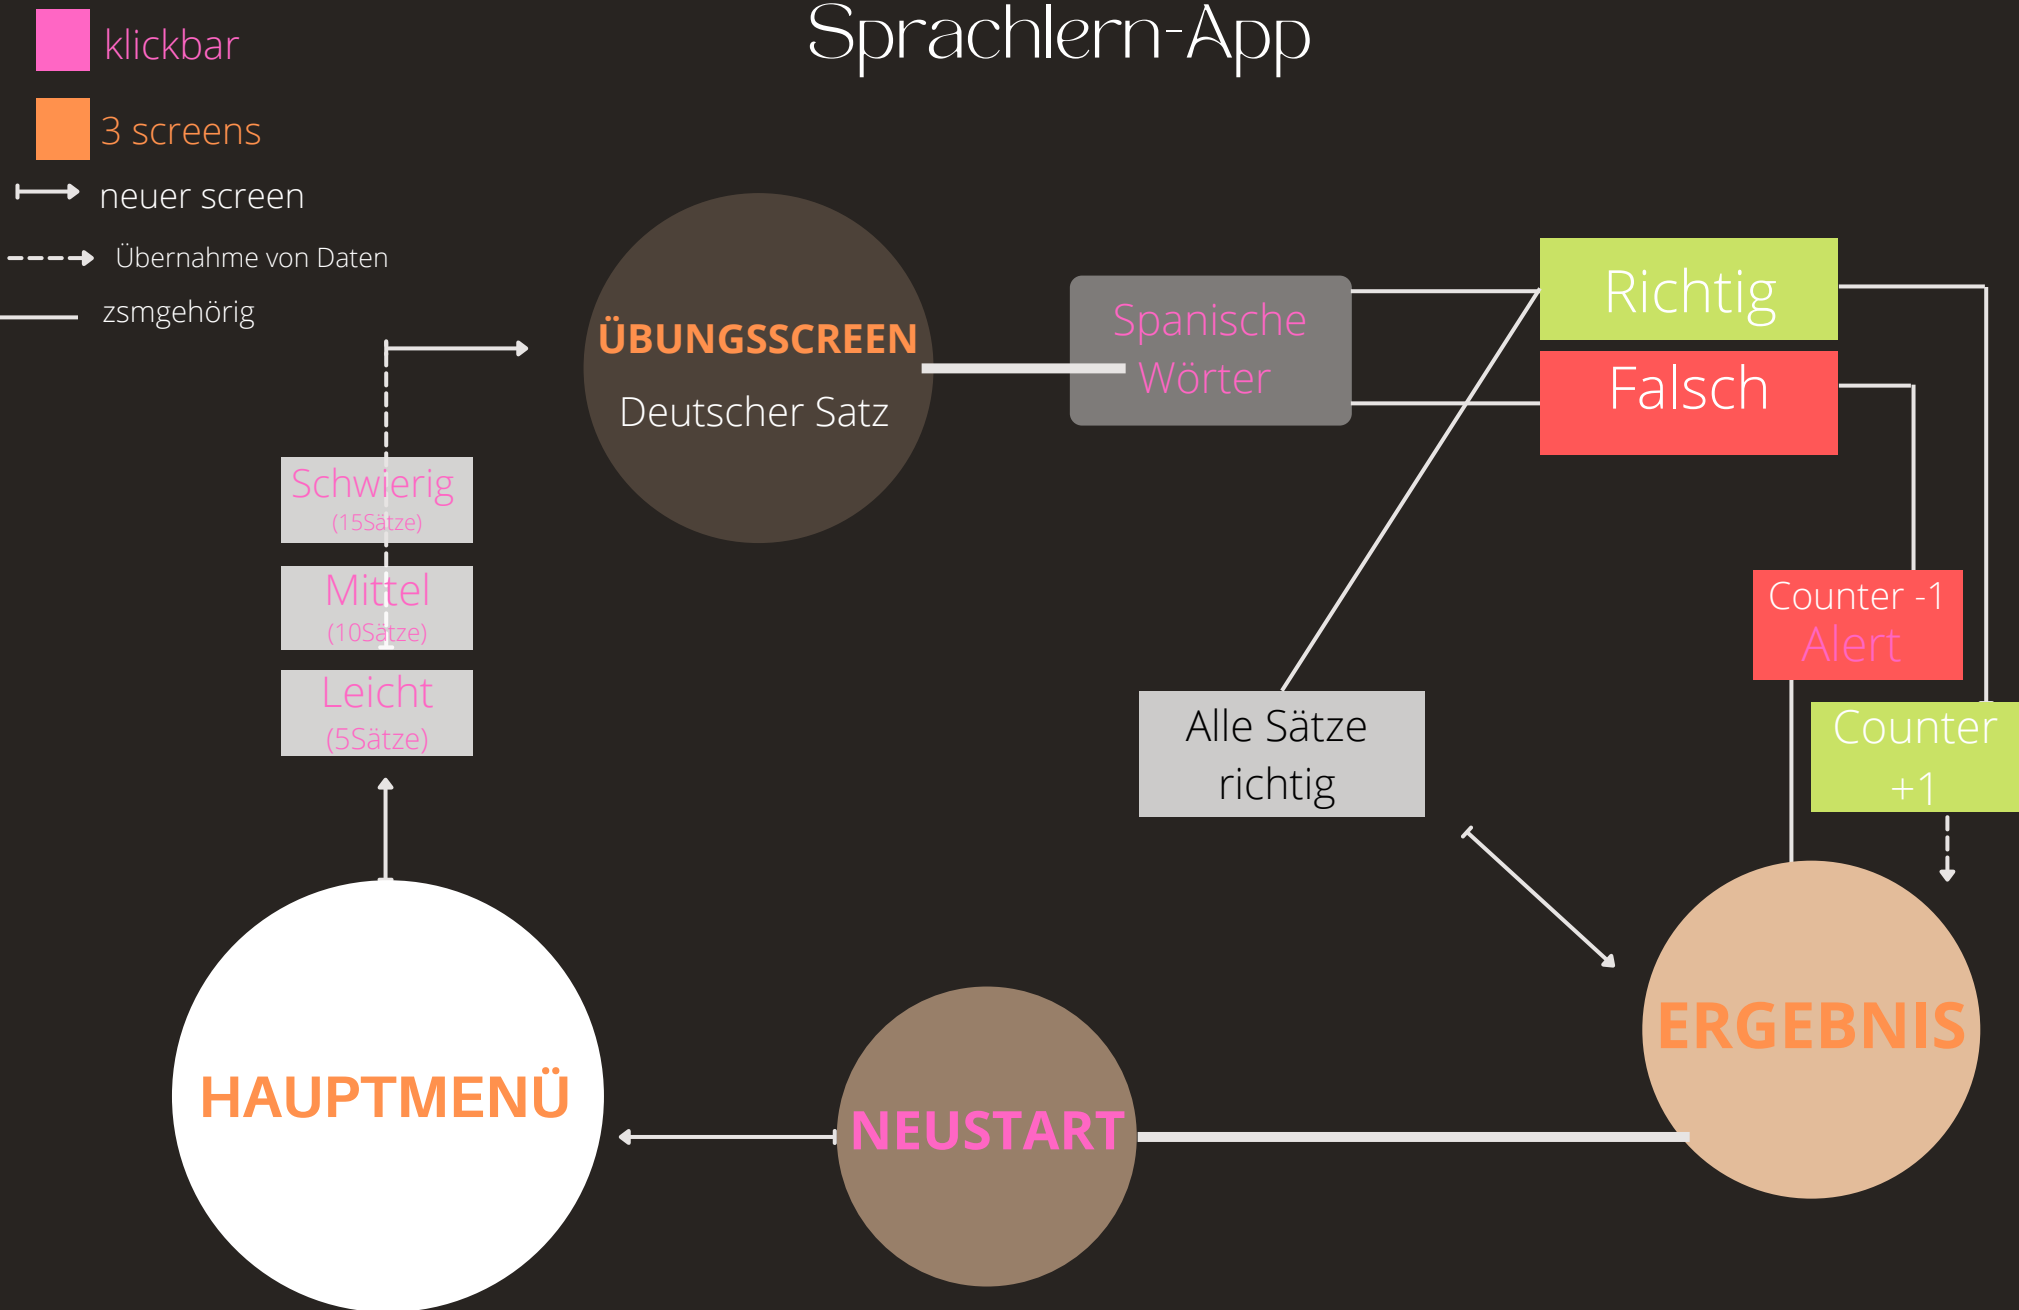 Sprachlern-App
klickbar
3 screens
neuer screen
Übernahme von Daten
zsmgehörig
ÜBUNGSSCREEN
Deutscher Satz
Spanische
Wörter
Richtig
Falsch
Schwierig
(15Sätze)
Mittel
(10Sätze)
Leicht
(5Sätze)
Counter -1
Alert
Counter
+1
Alle Sätze
richtig
HAUPTMENÜ
NEUSTART
ERGEBNIS